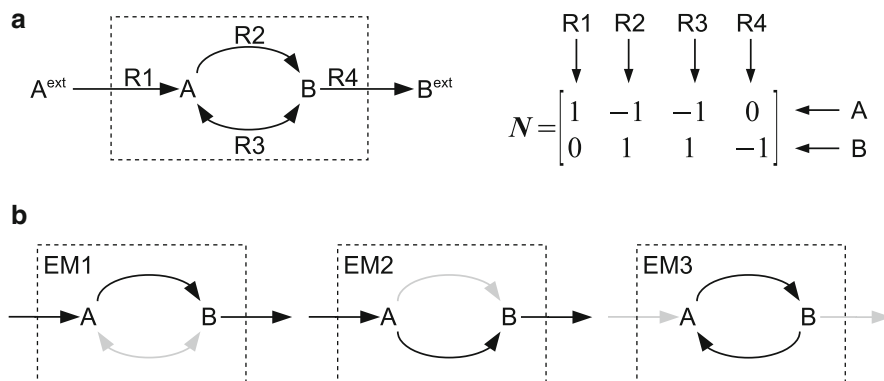 a
R1 R2 R3 R4
R2
A^ext R1 A B R4 B^ext
R3
N = [ 1 −1 −1 0 ] A
[ 0 1 1 −1 ] B
b
EM1 EM2 EM3
A B A B A B